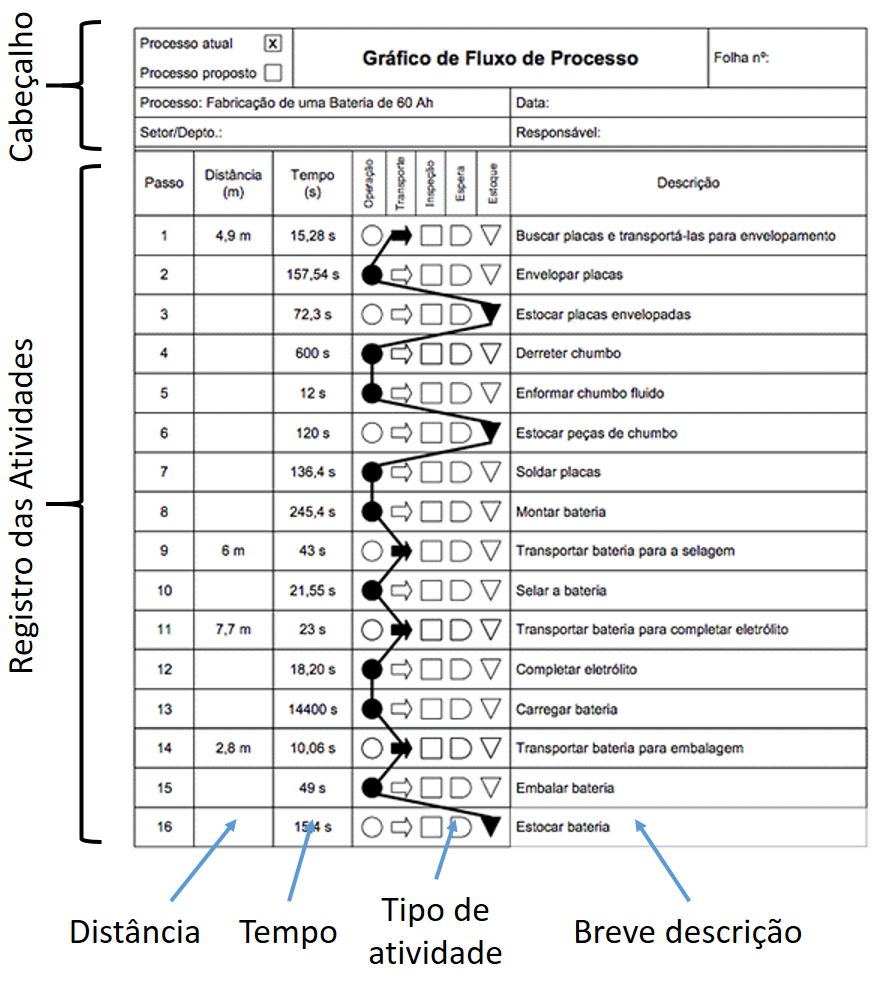 Cabeçalho
Processo atual X
Processo proposto
Gráfico de Fluxo de Processo
Folha nº:
Processo: Fabricação de uma Bateria de 60 Ah
Data:
Setor/Depto.:
Responsável:
Registro das Atividades
Passo Distância (m) Tempo (s) Operação Transporte Inspeção Espera Estoque Descrição
1 4,9 m 15,28 s Buscar placas e transportá-las para envelopamento
2 157,54 s Envelopar placas
3 72,3 s Estocar placas envelopadas
4 600 s Derreter chumbo
5 12 s Enformar chumbo fluido
6 120 s Estocar peças de chumbo
7 136,4 s Soldar placas
8 245,4 s Montar bateria
9 6 m 43 s Transportar bateria para a selagem
10 21,55 s Selar a bateria
11 7,7 m 23 s Transportar bateria para completar eletrólito
12 18,20 s Completar eletrólito
13 14400 s Carregar bateria
14 2,8 m 10,06 s Transportar bateria para embalagem
15 49 s Embalar bateria
16 15,4 s Estocar bateria
Distância
Tempo
Tipo de
atividade
Breve descrição